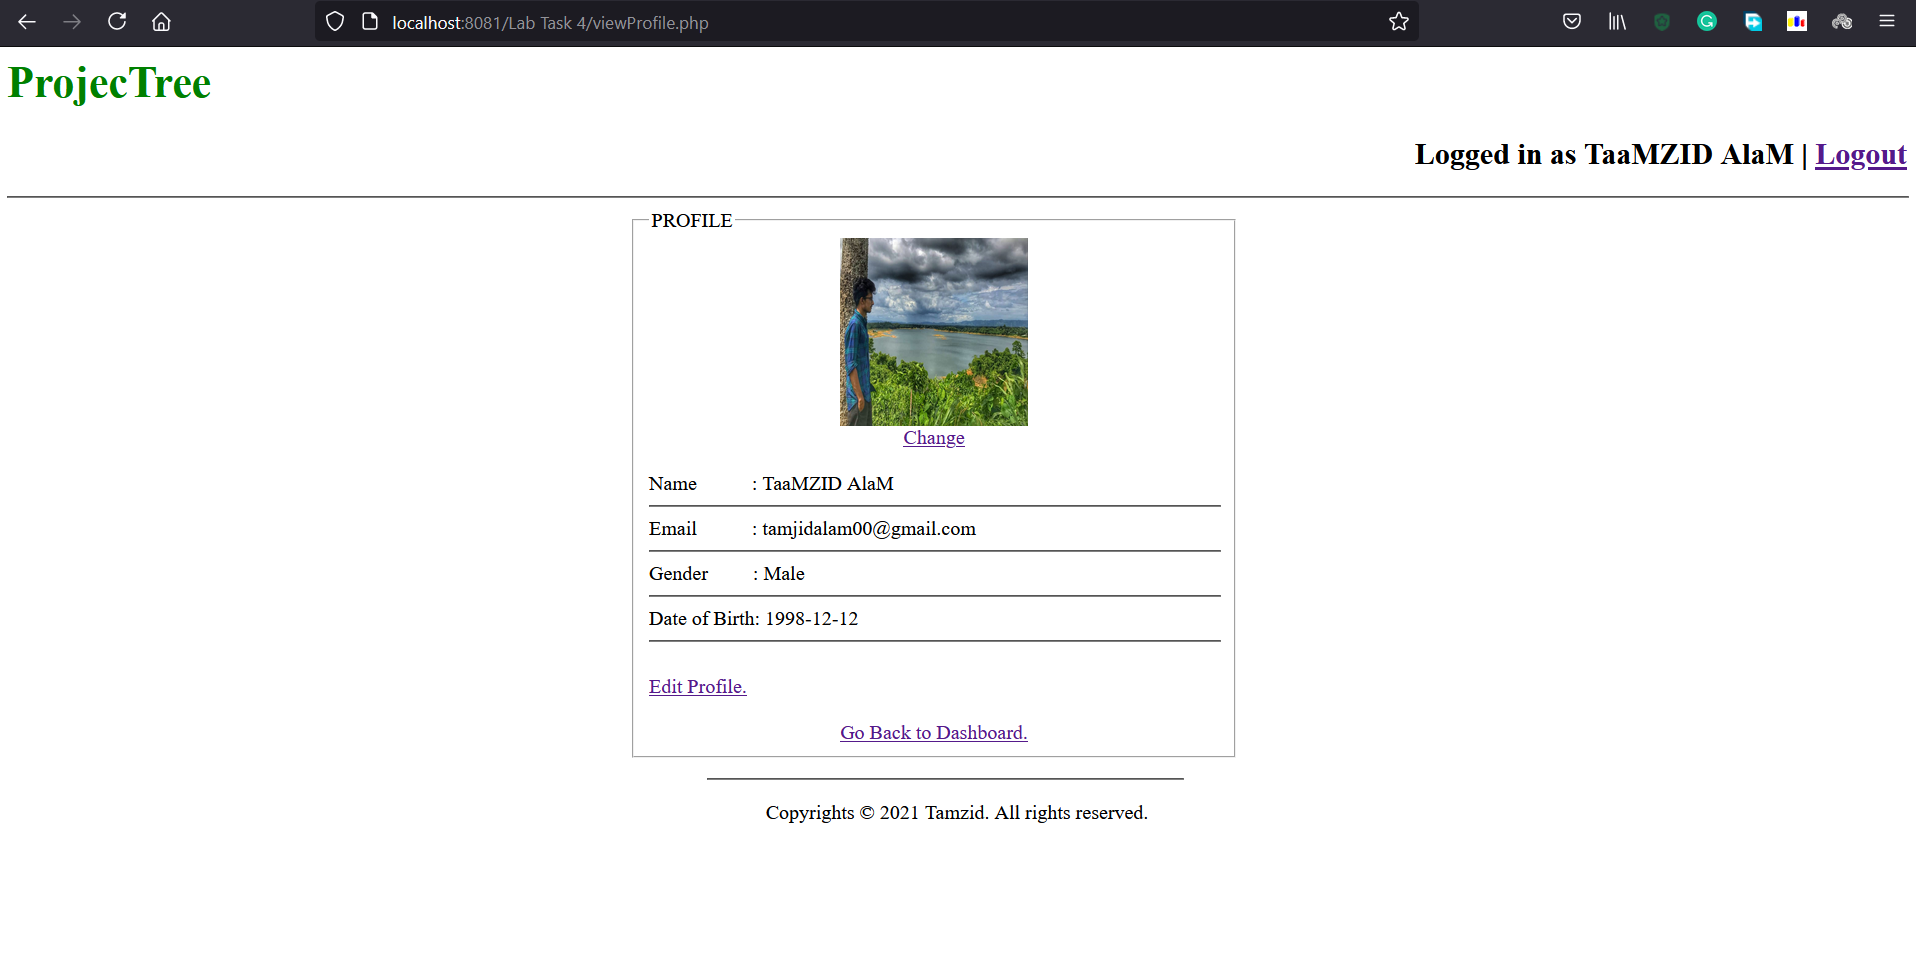 localhost:8081/Lab Task 4/viewProfile.php
ProjecTree
Logged in as TaaMZID AlaM | Logout
PROFILE
Change
Name : TaaMZID AlaM
Email : tamjidalam00@gmail.com
Gender : Male
Date of Birth: 1998-12-12
Edit Profile.
Go Back to Dashboard.
Copyrights © 2021 Tamzid. All rights reserved.